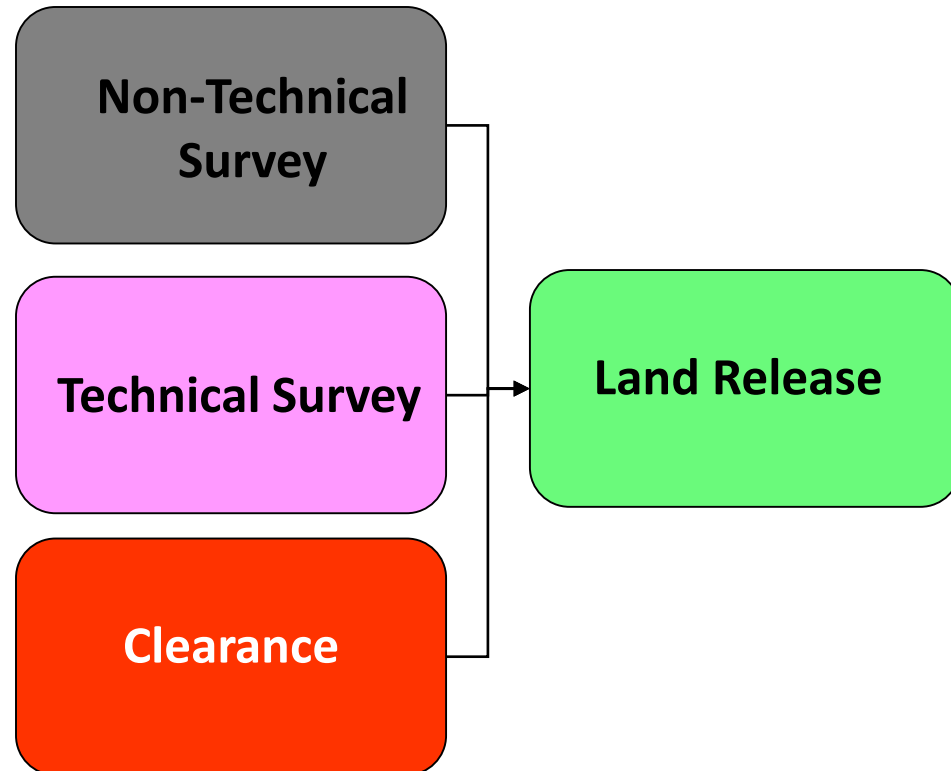 Non-Technical
Survey
Technical Survey
Land Release
Clearance